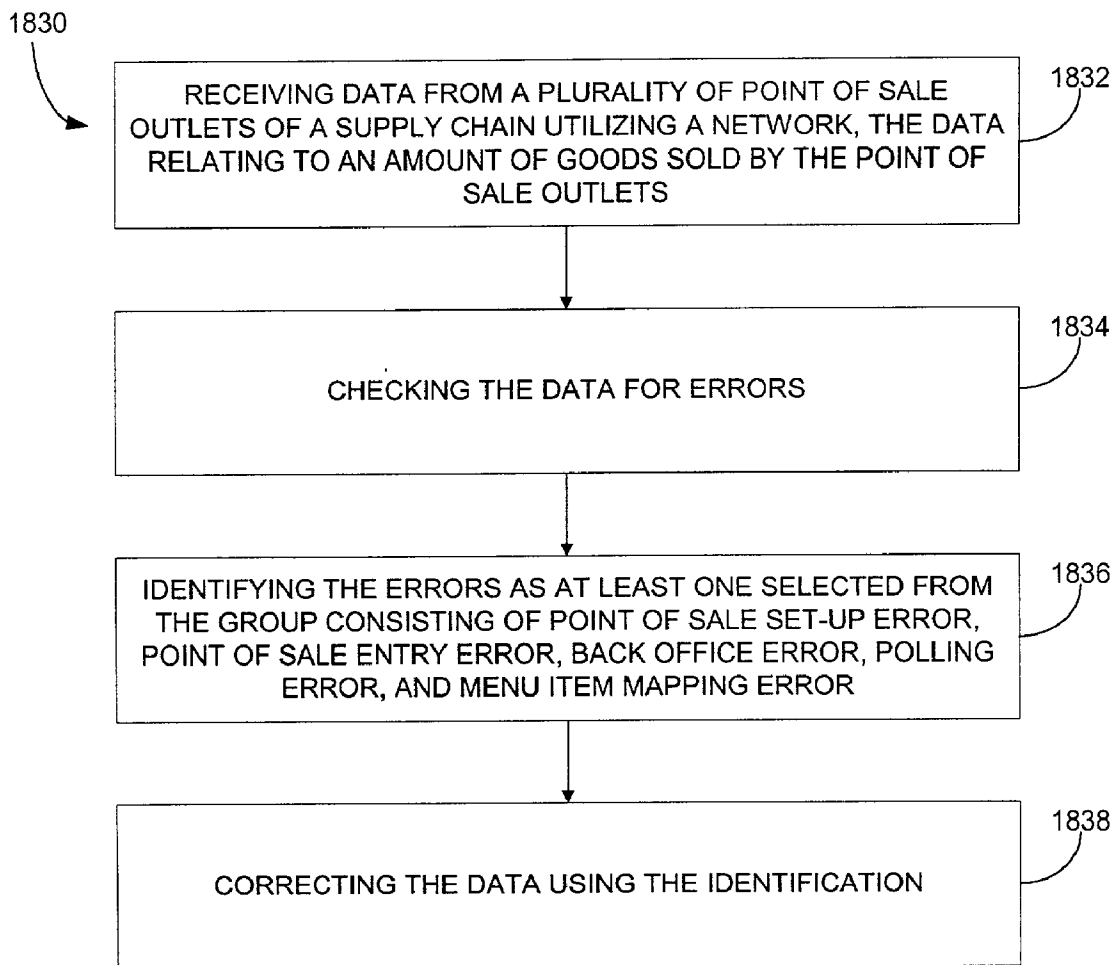 1830
1832
RECEIVING DATA FROM A PLURALITY OF POINT OF SALE
OUTLETS OF A SUPPLY CHAIN UTILIZING A NETWORK, THE DATA
RELATING TO AN AMOUNT OF GOODS SOLD BY THE POINT OF
SALE OUTLETS
1834
CHECKING THE DATA FOR ERRORS
1836
IDENTIFYING THE ERRORS AS AT LEAST ONE SELECTED FROM
THE GROUP CONSISTING OF POINT OF SALE SET-UP ERROR,
POINT OF SALE ENTRY ERROR, BACK OFFICE ERROR, POLLING
ERROR, AND MENU ITEM MAPPING ERROR
1838
CORRECTING THE DATA USING THE IDENTIFICATION